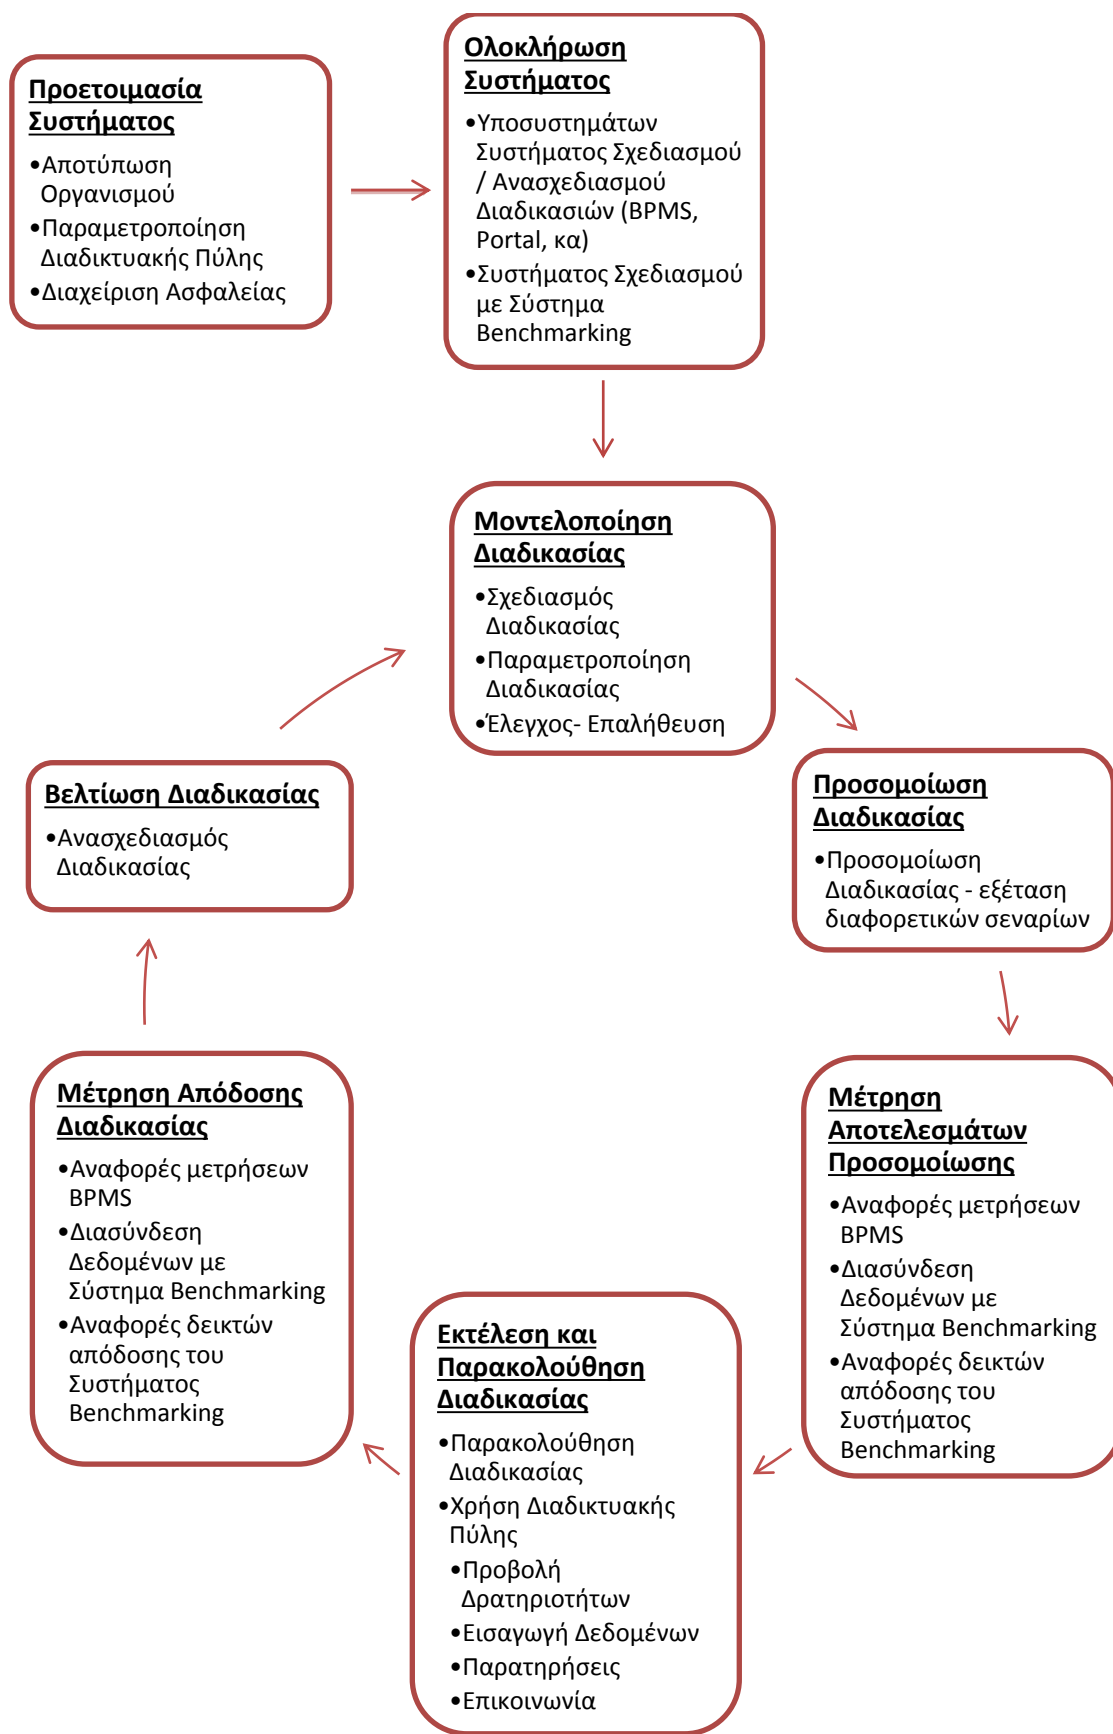 Προετοιμασία
Συστήματος
•Αποτύπωση
Οργανισμού
•Παραμετροποίηση
Διαδικτυακής Πύλης
•Διαχείριση Ασφαλείας
Ολοκλήρωση
Συστήματος
•Υποσυστημάτων
Συστήματος Σχεδιασμού
/ Ανασχεδιασμού
Διαδικασιών (BPMS,
Portal, κα)
•Συστήματος Σχεδιασμού
με Σύστημα
Benchmarking
Μοντελοποίηση
Διαδικασίας
•Σχεδιασμός
Διαδικασίας
•Παραμετροποίηση
Διαδικασίας
•Έλεγχος- Επαλήθευση
Προσομοίωση
Διαδικασίας
•Προσομοίωση
Διαδικασίας - εξέταση
διαφορετικών σεναρίων
Μέτρηση
Αποτελεσμάτων
Προσομοίωσης
•Αναφορές μετρήσεων
BPMS
•Διασύνδεση
Δεδομένων με
Σύστημα Benchmarking
•Αναφορές δεικτών
απόδοσης του
Συστήματος
Benchmarking
Εκτέλεση και
Παρακολούθηση
Διαδικασίας
•Παρακολούθηση
Διαδικασίας
•Χρήση Διαδικτυακής
Πύλης
•Προβολή
Δρατηριοτήτων
•Εισαγωγή Δεδομένων
•Παρατηρήσεις
•Επικοινωνία
Μέτρηση Απόδοσης
Διαδικασίας
•Αναφορές μετρήσεων
BPMS
•Διασύνδεση
Δεδομένων με
Σύστημα Benchmarking
•Αναφορές δεικτών
απόδοσης του
Συστήματος
Benchmarking
Βελτίωση Διαδικασίας
•Ανασχεδιασμός
Διαδικασίας